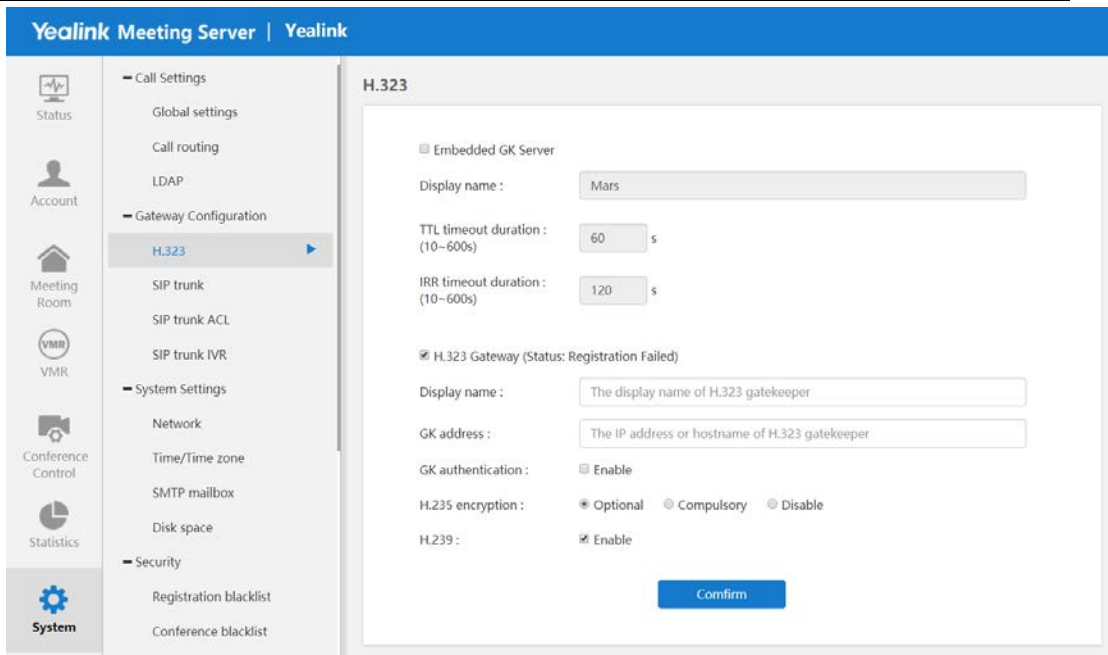 Yealink Meeting Server | Yealink
Status
Account
Meeting
Room
VMR
VMR
Conference
Control
Statistics
System
Call Settings
Global settings
Call routing
LDAP
Gateway Configuration
H.323
SIP trunk
SIP trunk ACL
SIP trunk IVR
System Settings
Network
Time/Time zone
SMTP mailbox
Disk space
Security
Registration blacklist
Conference blacklist
H.323
Embedded GK Server
Display name : Mars
TTL timeout duration :
(10~600s) 60 s
IRR timeout duration :
(10~600s) 120 s
H.323 Gateway (Status: Registration Failed)
Display name : The display name of H.323 gatekeeper
GK address : The IP address or hostname of H.323 gatekeeper
GK authentication : Enable
H.235 encryption : Optional Compulsory Disable
H.239 : Enable
Comfirm